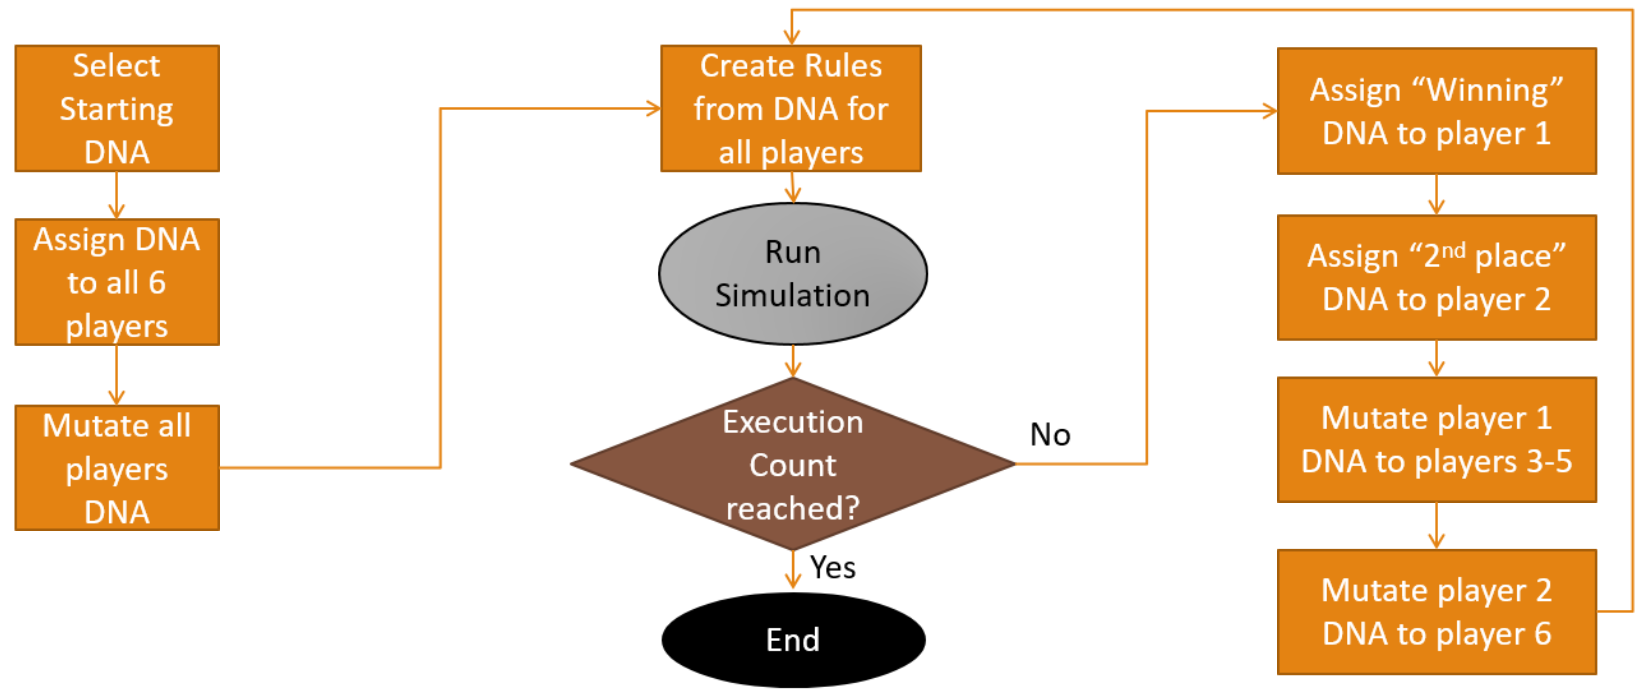 Select
Starting
DNA
Assign DNA
to all 6
players
Mutate all
players
DNA
Create Rules
from DNA for
all players
Run
Simulation
Execution
Count
reached?
No
Yes
End
Assign “Winning”
DNA to player 1
Assign “2nd place”
DNA to player 2
Mutate player 1
DNA to players 3-5
Mutate player 2
DNA to player 6